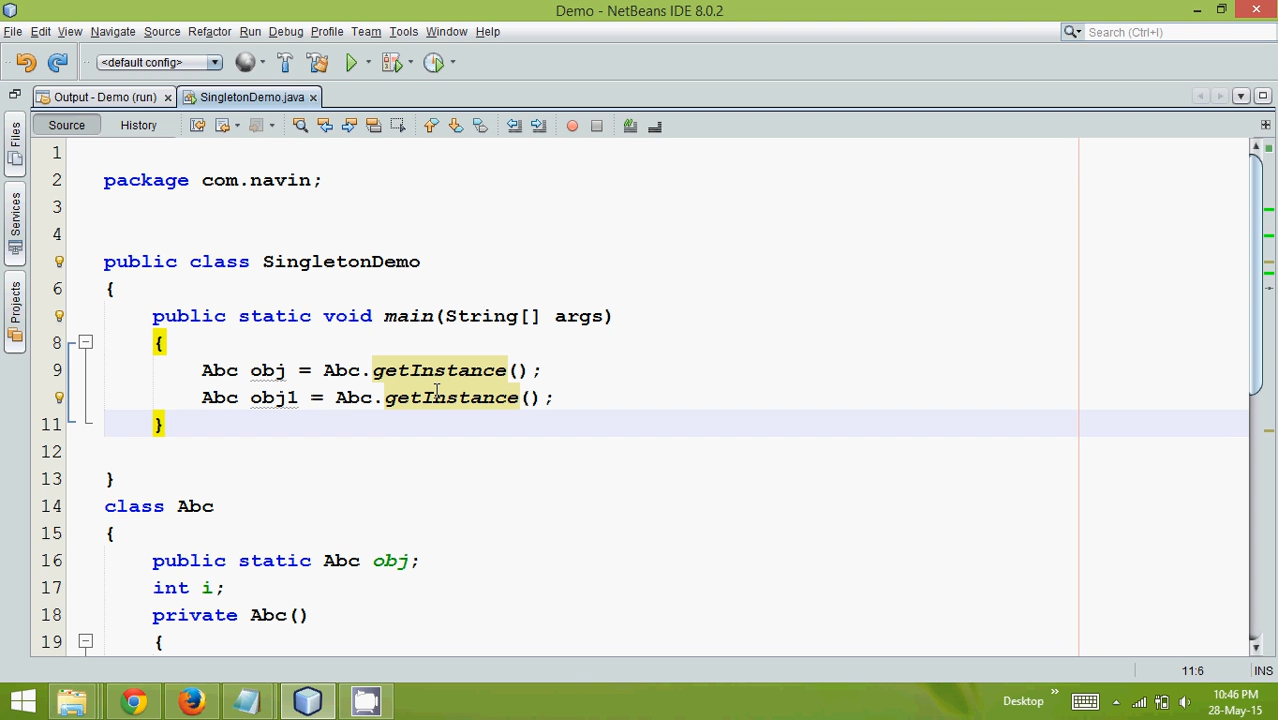 Demo - NetBeans IDE 8.0.2
File Edit View Navigate Source Refactor Run Debug Profile Team Tools Window Help
Search (Ctrl+I)
<default config>
Output - Demo (run) SingletonDemo.java
Source History
Files
Services
Projects
1
2 package com.navin;
3
4
public class SingletonDemo
6 {
public static void main(String[] args)
8 {
9 Abc obj = Abc.getInstance();
Abc obj1 = Abc.getInstance();
11 }
12
13 }
14 class Abc
15 {
16 public static Abc obj;
17 int i;
18 private Abc()
19 {
11:6 INS
Desktop
10:46 PM
28-May-15